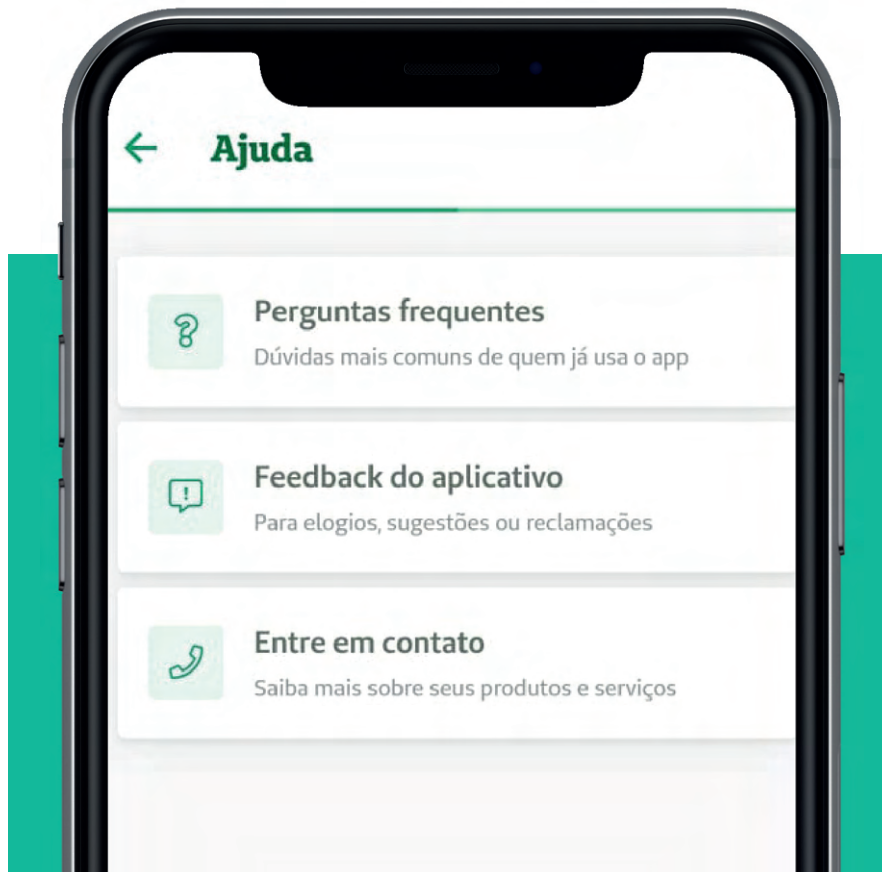 Ajuda
Perguntas frequentes
Dúvidas mais comuns de quem já usa o app
Feedback do aplicativo
Para elogios, sugestões ou reclamações
Entre em contato
Saiba mais sobre seus produtos e serviços